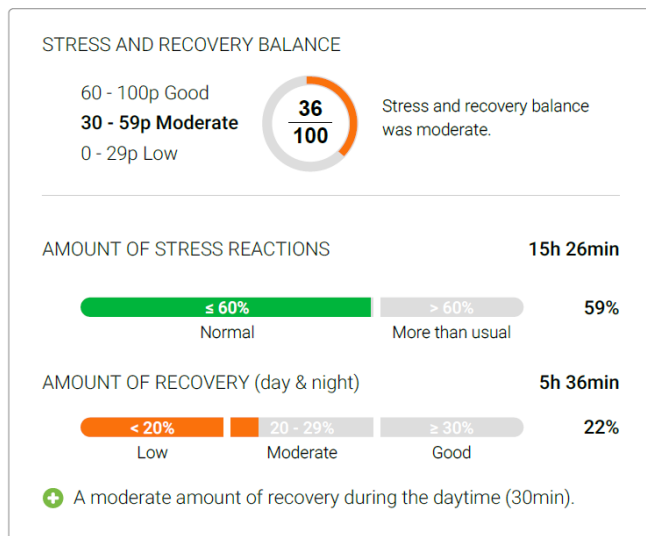 STRESS AND RECOVERY BALANCE
60 - 100p Good
30 - 59p Moderate
0 - 29p Low
36
100
Stress and recovery balance
was moderate.
AMOUNT OF STRESS REACTIONS
15h 26min
≤ 60%
> 60%
59%
Normal
More than usual
AMOUNT OF RECOVERY (day & night)
5h 36min
< 20%
20 - 29%
≥ 30%
22%
Low
Moderate
Good
A moderate amount of recovery during the daytime (30min).